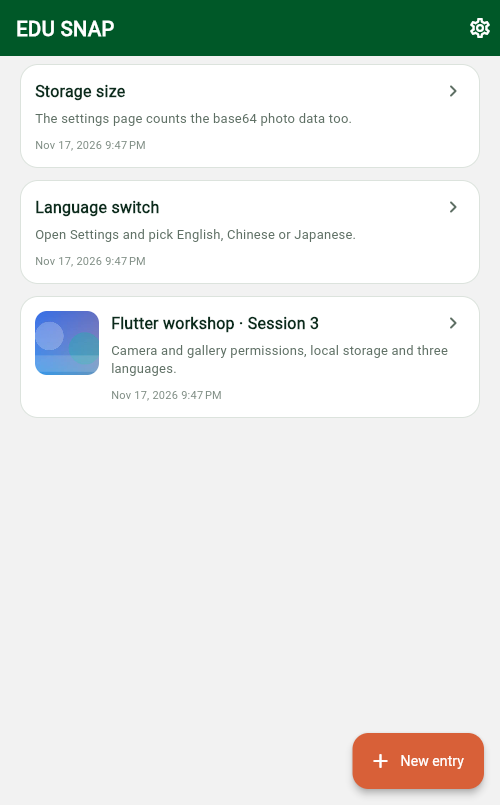 EDU SNAP
Storage size
The settings page counts the base64 photo data too.
Nov 17, 2026 9:47 PM
Language switch
Open Settings and pick English, Chinese or Japanese.
Nov 17, 2026 9:47 PM
Flutter workshop · Session 3
Camera and gallery permissions, local storage and three
languages.
Nov 17, 2026 9:47 PM
New entry